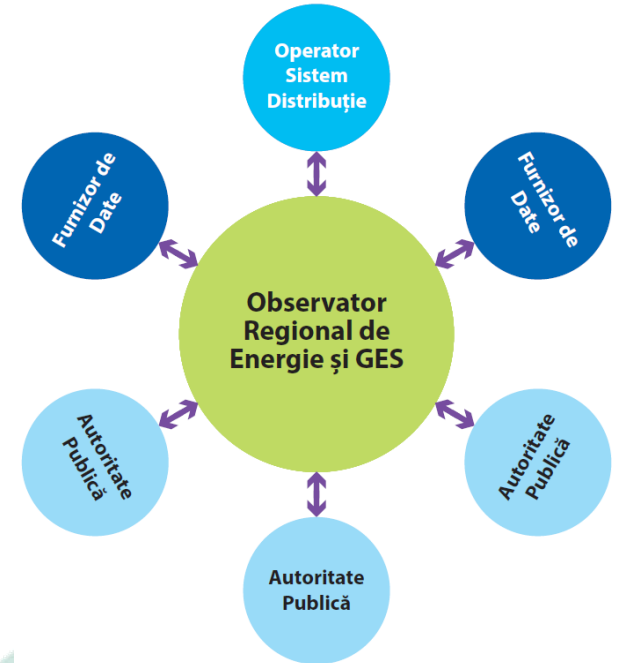 Operator
Sistem
Distribuție
Furnizor de
Date
Furnizor de
Date
Observator
Regional de
Energie și GES
Autoritate
Publică
Autoritate
Publică
Autoritate
Publică